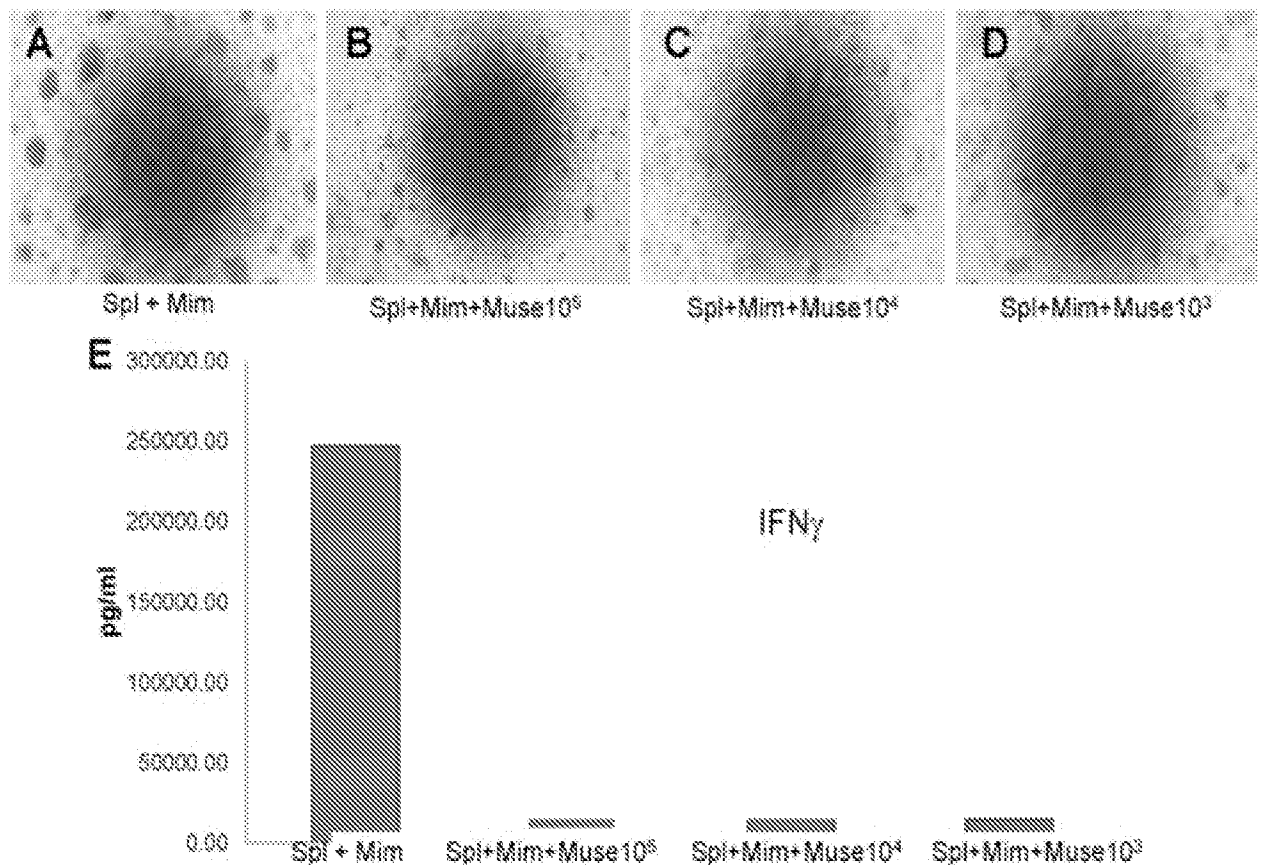 A B C D
Spl + Mim Spl+Mim+Muse10⁵ Spl+Mim+Muse10⁴ Spl+Mim+Muse10³
E
300000.00
250000.00
200000.00
150000.00
100000.00
50000.00
0.00
pg/ml
IFNγ
Spl + Mim Spl+Mim+Muse10⁵ Spl+Mim+Muse10⁴ Spl+Mim+Muse10³